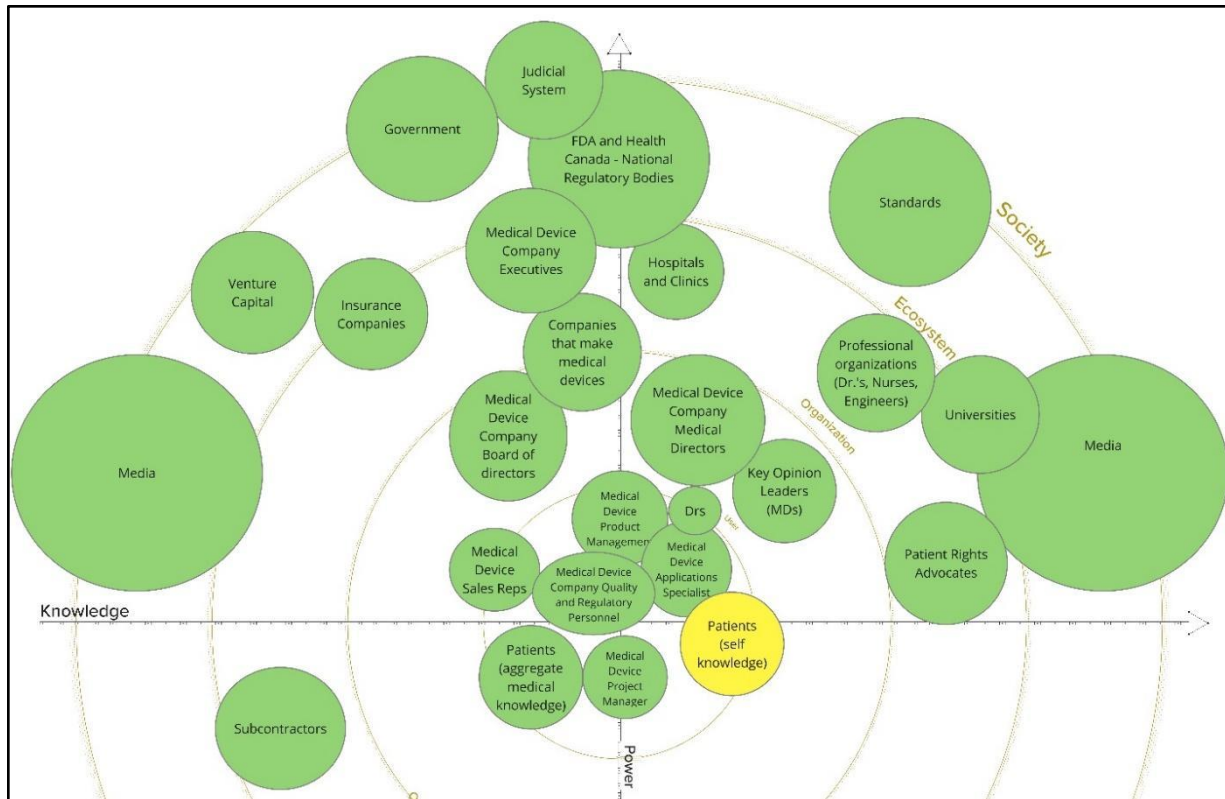 Judicial
System
Government
FDA and Health
Canada - National
Regulatory Bodies
Standards
Society
Medical Device
Company
Executives
Hospitals
and Clinics
Venture
Capital
Insurance
Companies
Ecosystem
Companies
that make
medical
devices
Professional
organizations
(Dr.'s, Nurses,
Engineers)
Medical
Device
Company
Board of
directors
Medical Device
Company
Medical
Directors
Organization
Universities
Media
Media
Key Opinion
Leaders
(MDs)
Medical
Device
Product
Management
Drs
User
Medical
Device
Sales Reps
Medical
Device
Applications
Specialist
Patient Rights
Advocates
Medical Device
Company Quality
and Regulatory
Personnel
Knowledge
Patients
(self
knowledge)
Patients
(aggregate
medical
knowledge)
Medical
Device
Project
Manager
Subcontractors
Power